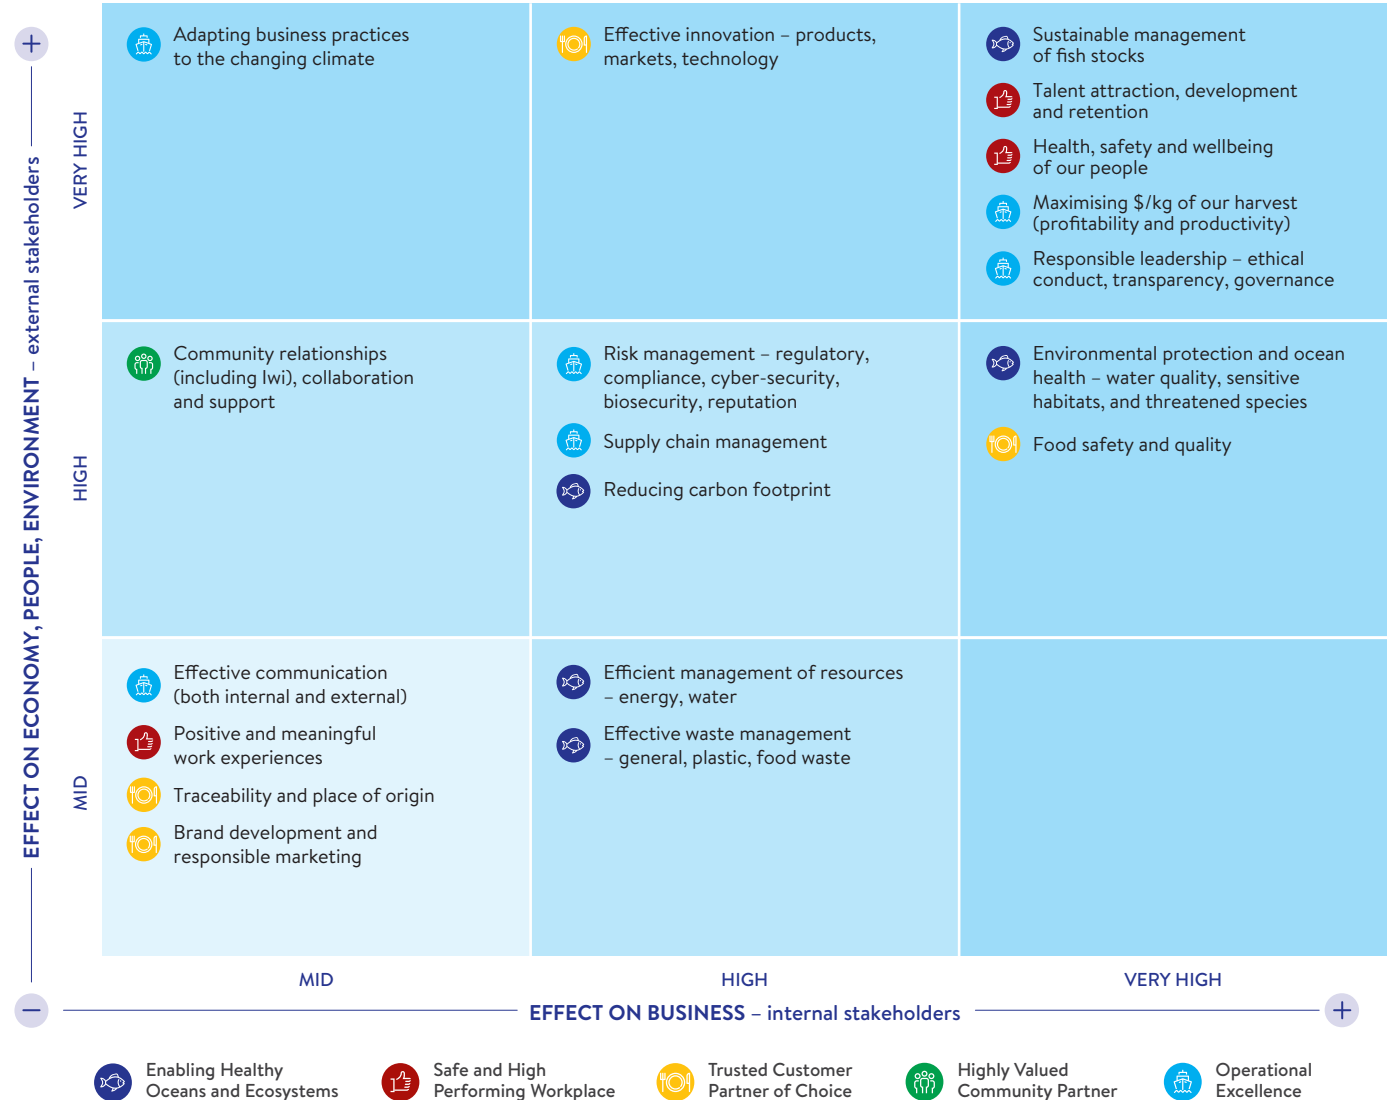 EFFECT ON ECONOMY, PEOPLE, ENVIRONMENT – external stakeholders
VERY HIGH
Adapting business practices
to the changing climate
Effective innovation – products,
markets, technology
Sustainable management
of fish stocks
Talent attraction, development
and retention
Health, safety and wellbeing
of our people
Maximising $/kg of our harvest
(profitability and productivity)
Responsible leadership – ethical
conduct, transparency, governance
HIGH
Community relationships
(including Iwi), collaboration
and support
Risk management – regulatory,
compliance, cyber-security,
biosecurity, reputation
Supply chain management
Reducing carbon footprint
Environmental protection and ocean
health – water quality, sensitive
habitats, and threatened species
Food safety and quality
MID
Effective communication
(both internal and external)
Positive and meaningful
work experiences
Traceability and place of origin
Brand development and
responsible marketing
Efficient management of resources
– energy, water
Effective waste management
– general, plastic, food waste
MID
HIGH
VERY HIGH
EFFECT ON BUSINESS – internal stakeholders
Enabling Healthy
Oceans and Ecosystems
Safe and High
Performing Workplace
Trusted Customer
Partner of Choice
Highly Valued
Community Partner
Operational
Excellence